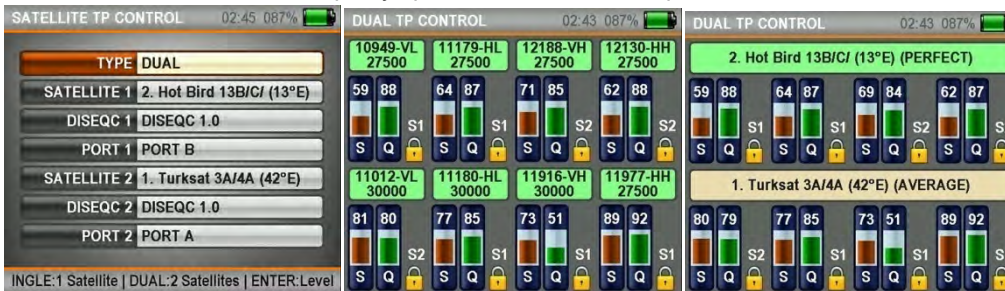 SATELLITE TP CONTROL 02:45 087%
TYPE DUAL
SATELLITE 1 2. Hot Bird 13B/C/ (13°E)
DISEQC 1 DISEQC 1.0
PORT 1 PORT B
SATELLITE 2 1. Turksat 3A/4A (42°E)
DISEQC 2 DISEQC 1.0
PORT 2 PORT A
INGLE:1 Satellite | DUAL:2 Satellites | ENTER:Level
DUAL TP CONTROL 02:43 087%
10949-VL 11179-HL 12188-VH 12130-HH
27500 27500 27500 27500
59 88 64 87 71 85 62 88
S1 S1 S2 S2
S Q S Q S Q S Q
11012-VL 11180-HL 11916-VH 11977-HH
30000 30000 30000 27500
81 80 77 85 73 51 89 92
S2 S1 S1 S1
S Q S Q S Q S Q
DUAL TP CONTROL 02:43 087%
2. Hot Bird 13B/C/ (13°E) (PERFECT)
59 88 64 87 69 84 62 87
S1 S1 S2 S
S Q S Q S Q S Q
1. Turksat 3A/4A (42°E) (AVERAGE)
80 79 77 85 73 51 89 92
S2 S1 S1 S
S Q S Q S Q S Q